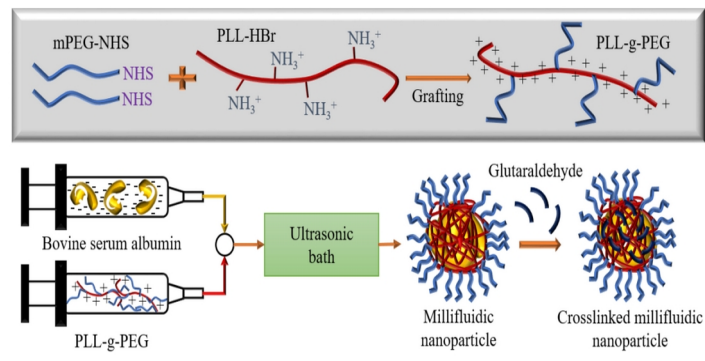 mPEG-NHS
PLL-HBr
PLL-g-PEG
NHS
NHS
NH₃⁺
NH₃⁺
NH₃⁺
NH₃⁺
Grafting
Bovine serum albumin
PLL-g-PEG
Ultrasonic
bath
Glutaraldehyde
Millifluidic
nanoparticle
Crosslinked millifluidic
nanoparticle